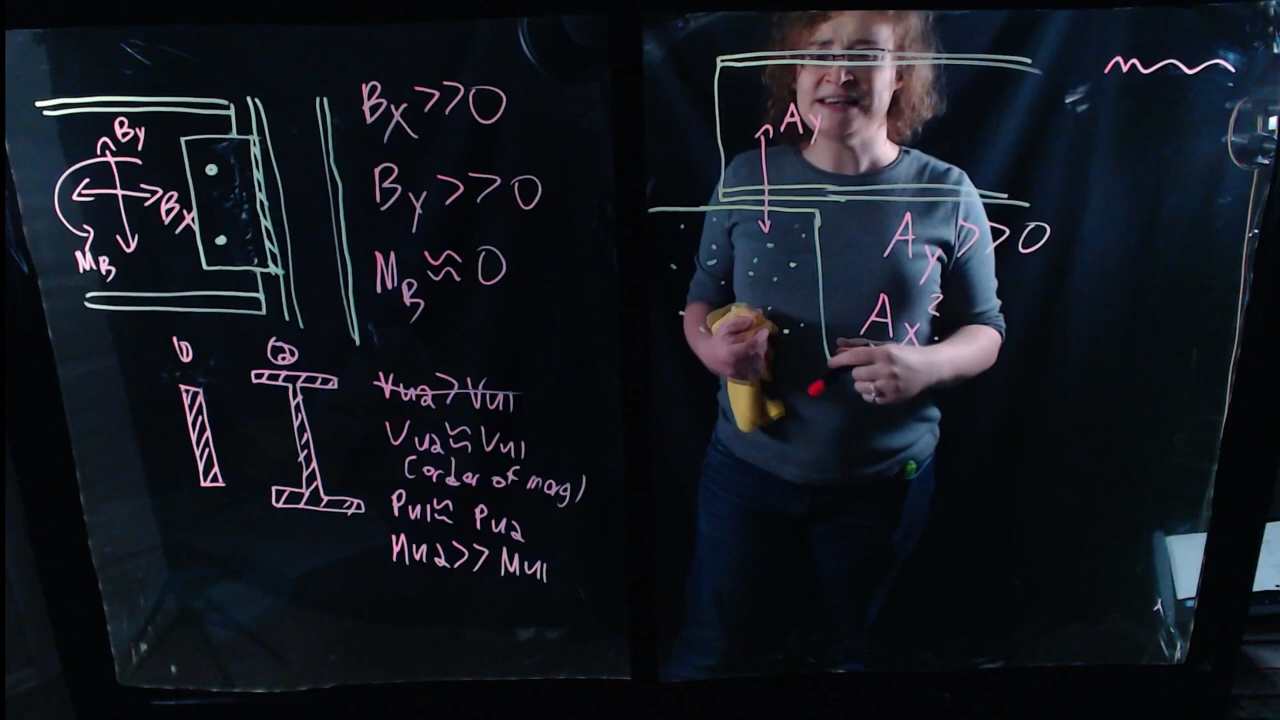 Bx >> 0
By
Bx
MB
By >> 0
MB ≈ 0
1
2
Vu2 > Vu1
Vu2 ≈ Vu1
(order of mag)
Pu1 ≈ Pu2
Mu2 >> Mu1
Ay
Ay >> 0
Ax?